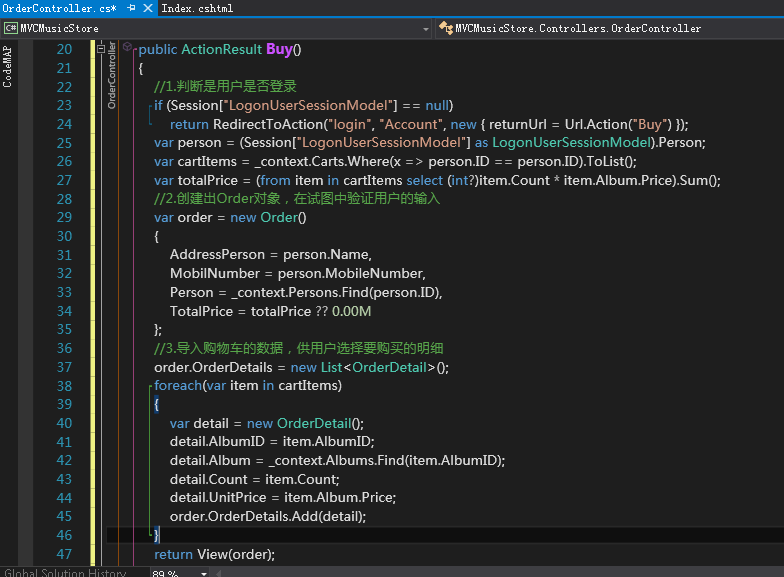 OrderController.cs*
Index.cshtml
MVCMusicStore
MVCMusicStore.Controllers.OrderController
CodeMAP
OrderController
20 public ActionResult Buy()
21 {
22 //1.判断是用户是否登录
23 if (Session["LogonUserSessionModel"] == null)
24 return RedirectToAction("login", "Account", new { returnUrl = Url.Action("Buy") });
25 var person = (Session["LogonUserSessionModel"] as LogonUserSessionModel).Person;
26 var cartItems = _context.Carts.Where(x => person.ID == person.ID).ToList();
27 var totalPrice = (from item in cartItems select (int?)item.Count * item.Album.Price).Sum();
28 //2.创建出Order对象，在试图中验证用户的输入
29 var order = new Order()
30 {
31 AddressPerson = person.Name,
32 MobilNumber = person.MobileNumber,
33 Person = _context.Persons.Find(person.ID),
34 TotalPrice = totalPrice ?? 0.00M
35 };
36 //3.导入购物车的数据，供用户选择要购买的明细
37 order.OrderDetails = new List<OrderDetail>();
38 foreach(var item in cartItems)
39 {
40 var detail = new OrderDetail();
41 detail.AlbumID = item.AlbumID;
42 detail.Album = _context.Albums.Find(item.AlbumID);
43 detail.Count = item.Count;
44 detail.UnitPrice = item.Album.Price;
45 order.OrderDetails.Add(detail);
46 }
47 return View(order);
Global Solution History
89 %